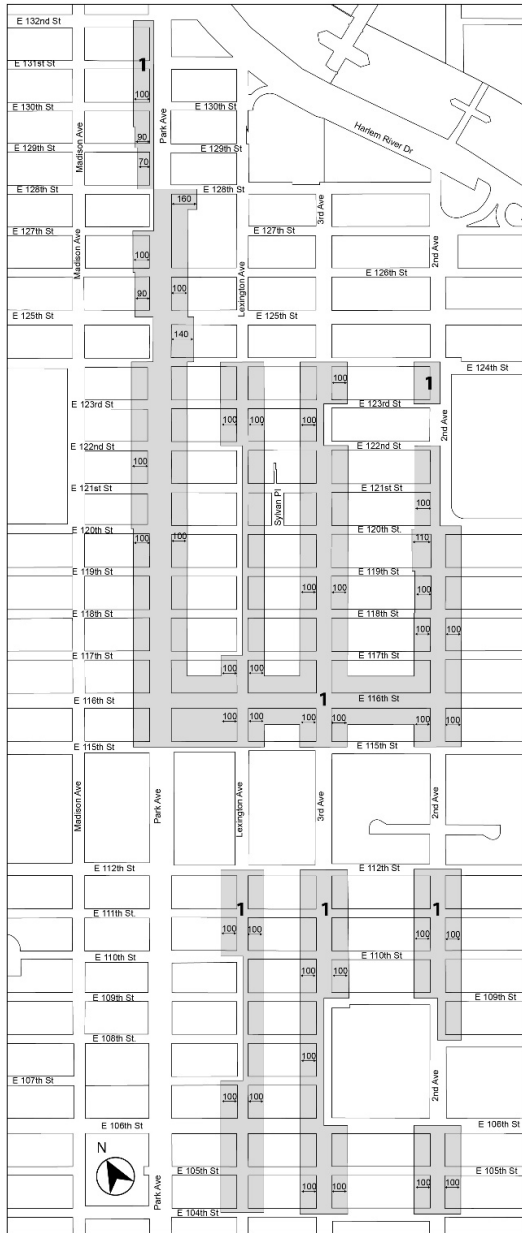 E 132nd St
E 131st St
1
100
E 130th St
E 130th St
Harlem River Dr
Madison Ave
Park Ave
90
E 129th St
E 129th St
70
E 128th St
E 128th St
160
3rd Ave
E 127th St
E 127th St
2nd Ave
Madison Ave
100
E 126th St
Lexington Ave
90
100
E 125th St
E 125th St
140
E 124th St
100
1
E 123rd St
E 123rd St
100
100
100
2nd Ave
E 122nd St
E 122nd St
100
E 121st St
E 121st St
Sylvan Pl
100
E 120th St
E 120th St.
100
100
110
E 119th St
E 119th St
100
100
100
E 118th St
E 118th St
100
100
E 117th St
E 117th St
100
100
E 116th St
1
E 116th St
100
100
100
100
100
100
E 115th St
E 115th St
Madison Ave
Park Ave
Lexington Ave
3rd Ave
2nd Ave
E 112th St
E 112th St
E 111th St.
1
1
1
100
100
100
100
E 110th St
E 110th St
100
100
E 109th St
E 109th St
E 108th St.
100
E 107th St
2nd Ave
100
100
E 106th St
E 106th St
N
E 105th St
E 105th St
Park Ave
100
100
100
100
E 104th St